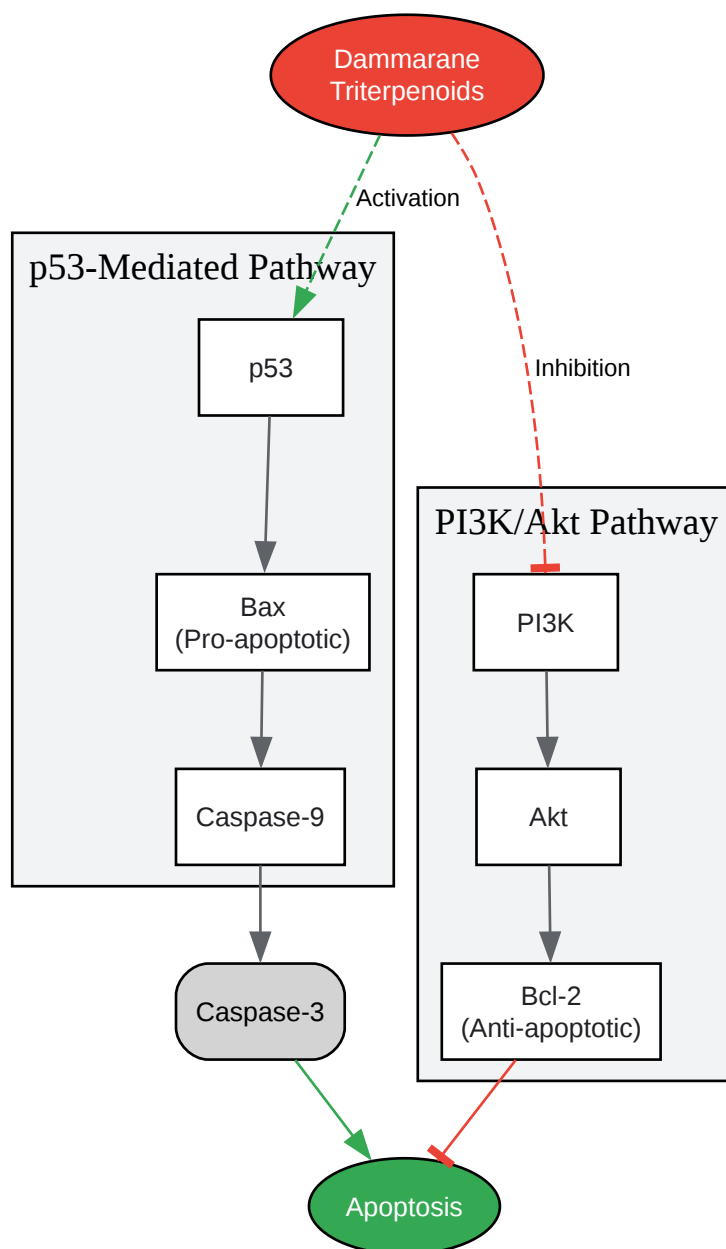 Dammarane
Triterpenoids
Activation
p53-Mediated Pathway
p53
Inhibition
PI3K/Akt Pathway
Bax
(Pro-apoptotic)
PI3K
Caspase-9
Akt
Caspase-3
Bcl-2
(Anti-apoptotic)
Apoptosis